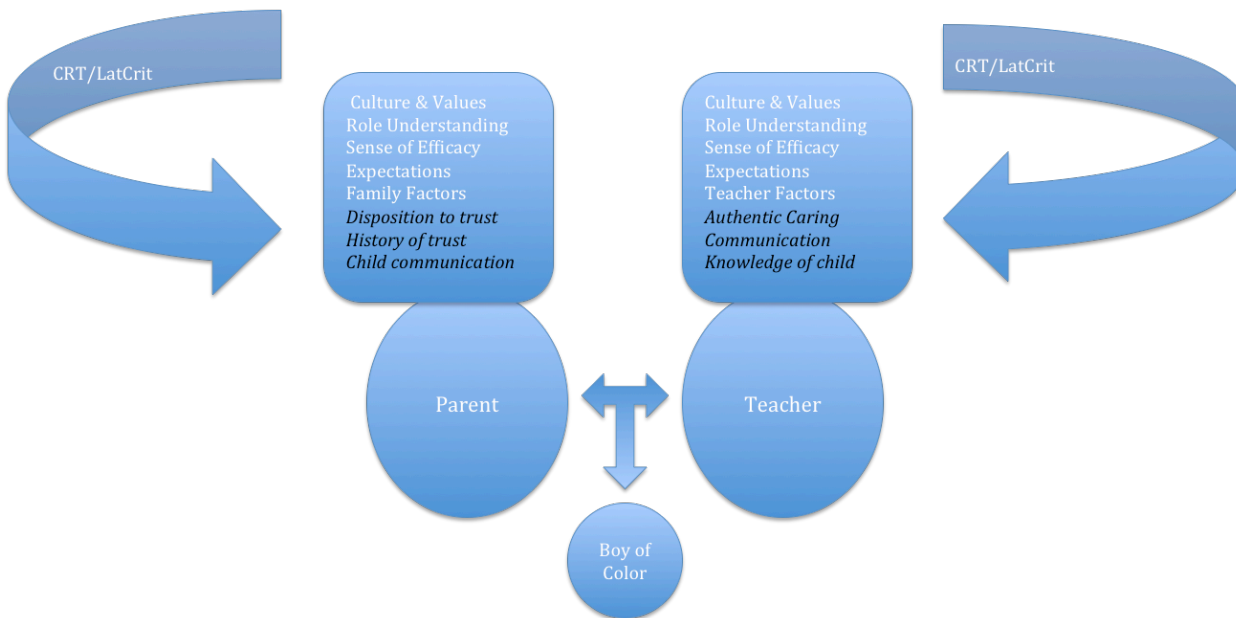 CRT/LatCrit
Culture & Values
Role Understanding
Sense of Efficacy
Expectations
Family Factors
Disposition to trust
History of trust
Child communication
Culture & Values
Role Understanding
Sense of Efficacy
Expectations
Teacher Factors
Authentic Caring
Communication
Knowledge of child
CRT/LatCrit
Parent
Teacher
Boy of
Color